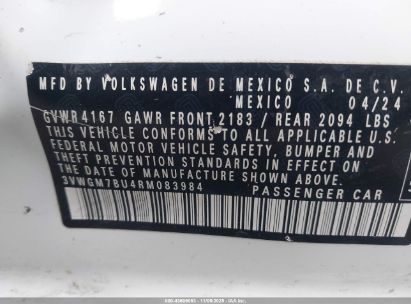 MFD BY VOLKSWAGEN DE MEXICO S.A. DE C.V.
MEXICO 04/24
GVWR 4167 GAWR FRONT 2183 / REAR 2094 LBS
THIS VEHICLE CONFORMS TO ALL APPLICABLE
FEDERAL MOTOR VEHICLE SAFETY, BUMPER AND
THEFT PREVENTION STANDARDS IN EFFECT ON
THE DATE OF MANUFACTURE SHOWN ABOVE
3VWGM7BU4RM083984 PASSENGER CAR